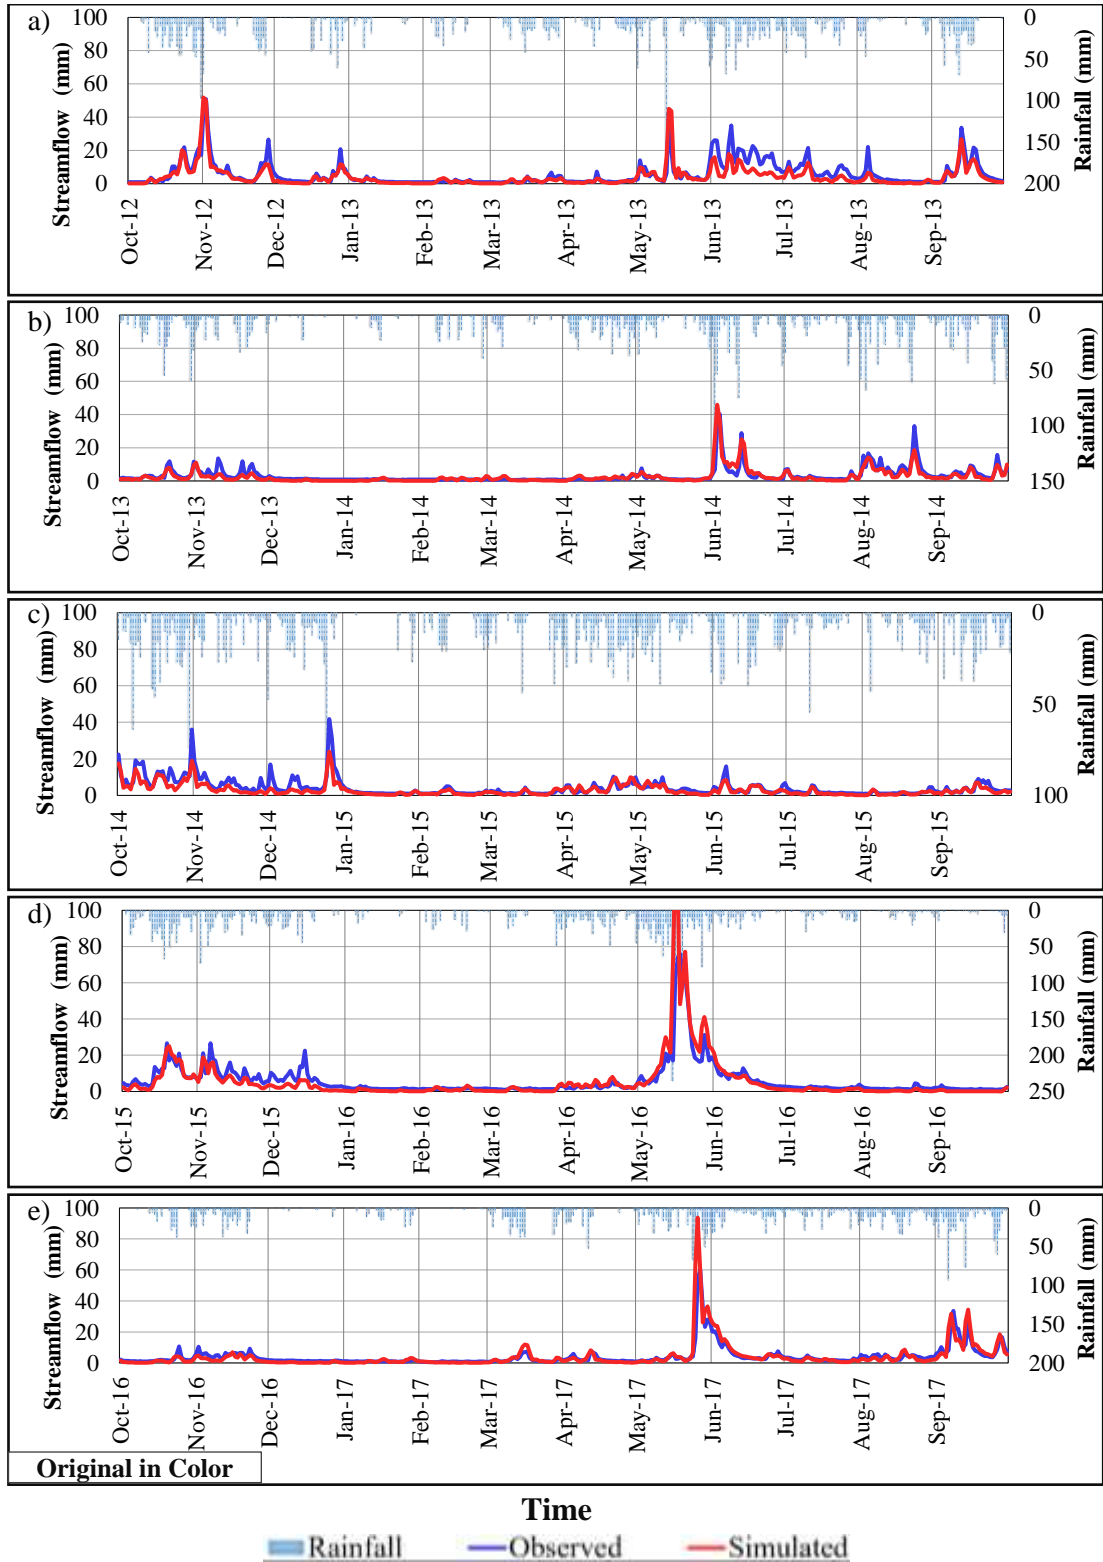 a)
Streamflow (mm)
100
80
60
40
20
0
0
50
100
150
200
Rainfall (mm)
Oct-12
Nov-12
Dec-12
Jan-13
Feb-13
Mar-13
Apr-13
May-13
Jun-13
Jul-13
Aug-13
Sep-13
b)
Streamflow (mm)
100
80
60
40
20
0
0
50
100
150
Rainfall (mm)
Oct-13
Nov-13
Dec-13
Jan-14
Feb-14
Mar-14
Apr-14
May-14
Jun-14
Jul-14
Aug-14
Sep-14
c)
Streamflow (mm)
100
80
60
40
20
0
0
50
100
Rainfall (mm)
Oct-14
Nov-14
Dec-14
Jan-15
Feb-15
Mar-15
Apr-15
May-15
Jun-15
Jul-15
Aug-15
Sep-15
d)
Streamflow (mm)
100
80
60
40
20
0
0
50
100
150
200
250
Rainfall (mm)
Oct-15
Nov-15
Dec-15
Jan-16
Feb-16
Mar-16
Apr-16
May-16
Jun-16
Jul-16
Aug-16
Sep-16
e)
Streamflow (mm)
100
80
60
40
20
0
0
50
100
150
200
Rainfall (mm)
Oct-16
Nov-16
Dec-16
Jan-17
Feb-17
Mar-17
Apr-17
May-17
Jun-17
Jul-17
Aug-17
Sep-17
Original in Color
Time
Rainfall Observed Simulated